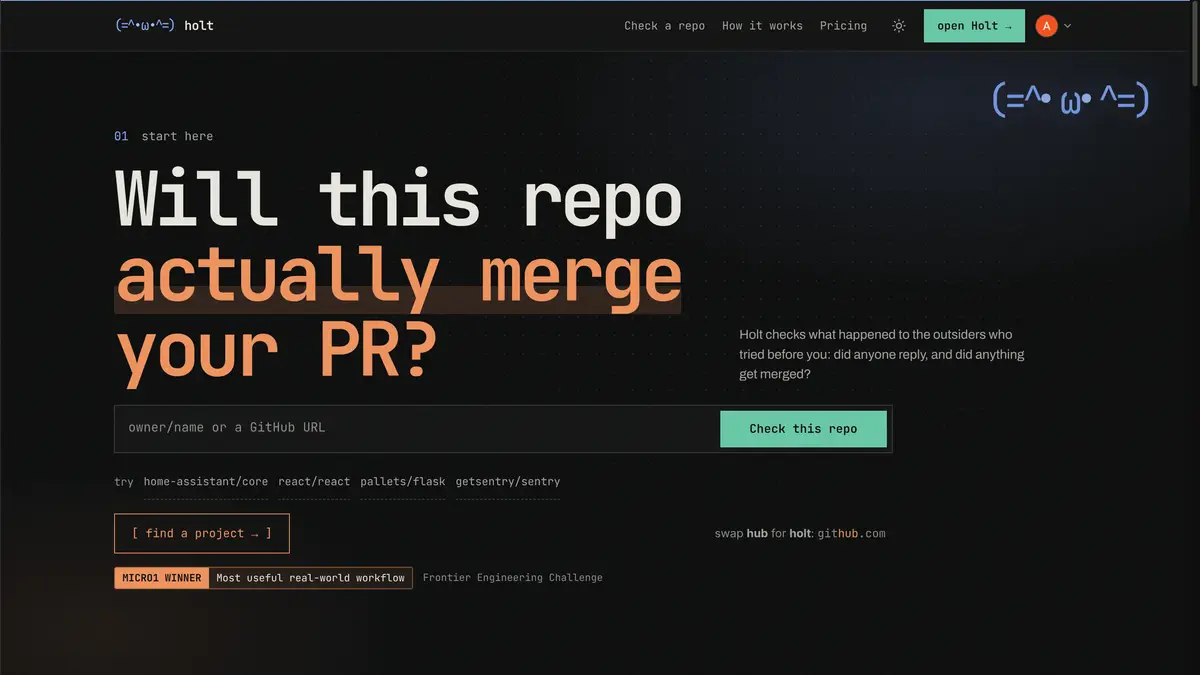 (=^•ω•^=) holt
Check a repo How it works Pricing open Holt → A
(=^• ω• ^=)
01 start here
Will this repo
actually merge
your PR?
Holt checks what happened to the outsiders who
tried before you: did anyone reply, and did anything
get merged?
owner/name or a GitHub URL
Check this repo
try home-assistant/core react/react pallets/flask getsentry/sentry
[ find a project → ]
swap hub for holt: github.com
MICRO1 WINNER Most useful real-world workflow Frontier Engineering Challenge